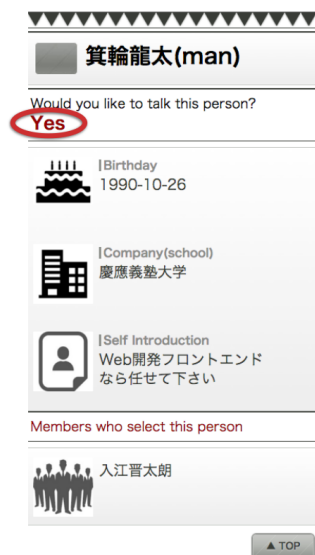 箕輪龍太(man)
Would you like to talk this person?
Yes
|Birthday
1990-10-26
|Company(school)
慶應義塾大学
|Self Introduction
Web開発フロントエンド
なら任せて下さい
Members who select this person
入江晋太朗
▲ TOP